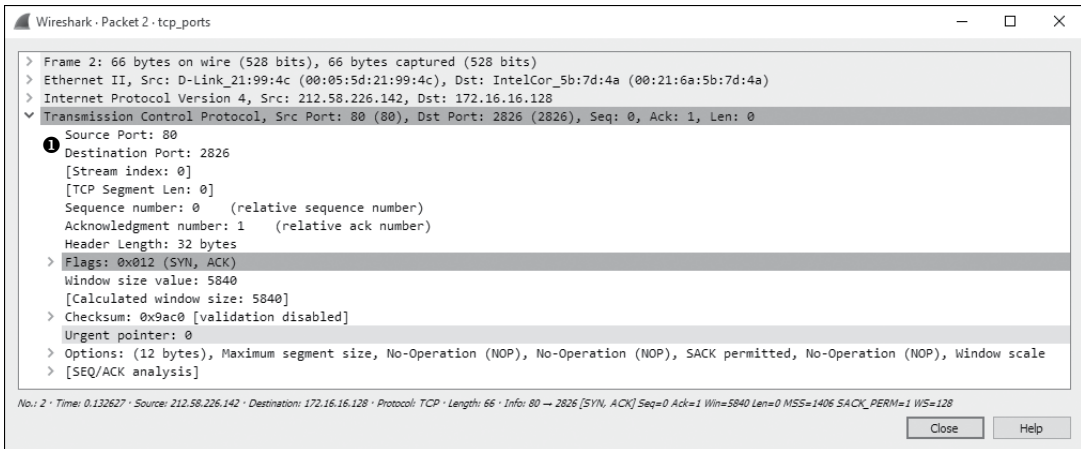 Wireshark · Packet 2 · tcp_ports
> Frame 2: 66 bytes on wire (528 bits), 66 bytes captured (528 bits)
> Ethernet II, Src: D-Link_21:99:4c (00:05:5d:21:99:4c), Dst: IntelCor_5b:7d:4a (00:21:6a:5b:7d:4a)
> Internet Protocol Version 4, Src: 212.58.226.142, Dst: 172.16.16.128
Transmission Control Protocol, Src Port: 80 (80), Dst Port: 2826 (2826), Seq: 0, Ack: 1, Len: 0
Source Port: 80
❶ Destination Port: 2826
[Stream index: 0]
[TCP Segment Len: 0]
Sequence number: 0    (relative sequence number)
Acknowledgment number: 1    (relative ack number)
Header Length: 32 bytes
> Flags: 0x012 (SYN, ACK)
Window size value: 5840
[Calculated window size: 5840]
> Checksum: 0x9ac0 [validation disabled]
Urgent pointer: 0
> Options: (12 bytes), Maximum segment size, No-Operation (NOP), No-Operation (NOP), SACK permitted, No-Operation (NOP), Window scale
> [SEQ/ACK analysis]
No.: 2 · Time: 0.132627 · Source: 212.58.226.142 · Destination: 172.16.16.128 · Protocol: TCP · Length: 66 · Info: 80 → 2826 [SYN, ACK] Seq=0 Ack=1 Win=5840 Len=0 MSS=1406 SACK_PERM=1 WS=128
Close Help